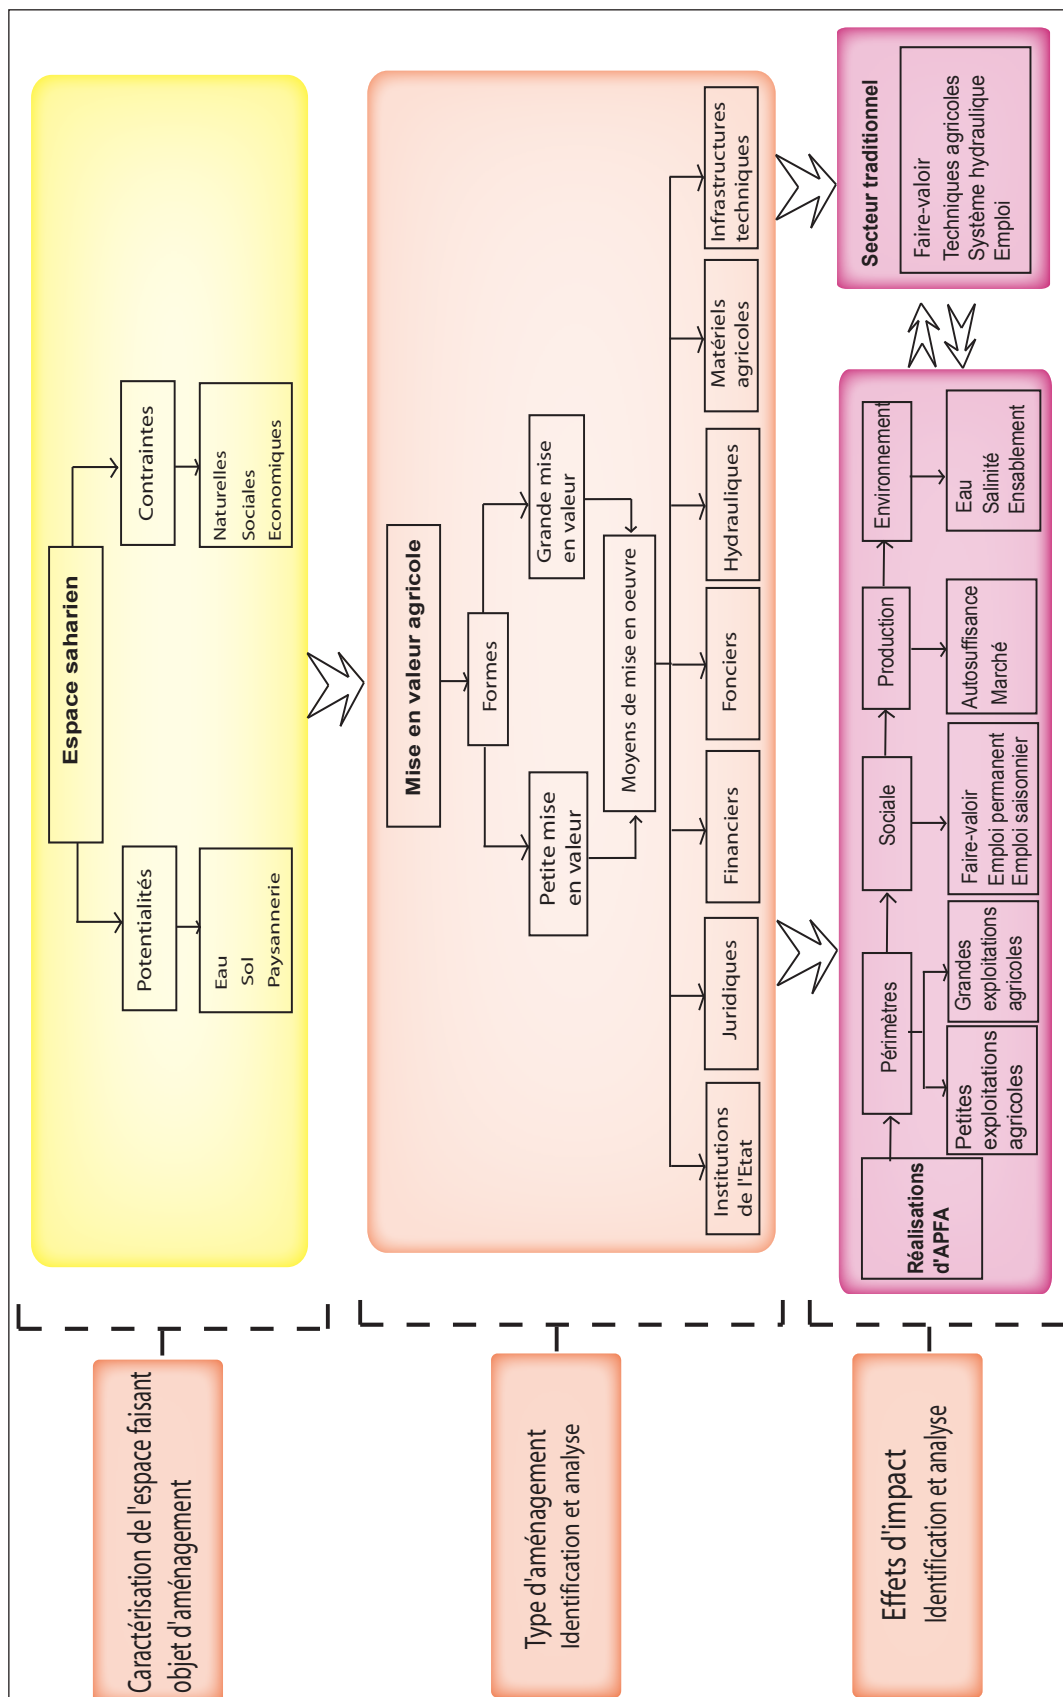 Caractérisation de l'espace faisant
objet d'aménagement
Espace saharien
Potentialités
Contraintes
Eau
Sol
Paysannerie
Naturelles
Sociales
Economiques
Type d'aménagement
Identification et analyse
Mise en valeur agricole
Formes
Petite mise
en valeur
Grande mise
en valeur
Moyens de mise en oeuvre
Institutions
de l'Etat
Juridiques
Financiers
Fonciers
Hydrauliques
Matériels
agricoles
Infrastructures
techniques
Effets d'impact
Identification et analyse
Réalisations
d'APFA
Périmètres
Sociale
Production
Environnement
Petites
exploitations
agricoles
Grandes
exploitations
agricoles
Faire-valoir
Emploi permanent
Emploi saisonnier
Autosuffisance
Marché
Eau
Salinité
Ensablement
Secteur traditionnel
Faire-valoir
Techniques agricoles
Système hydraulique
Emploi